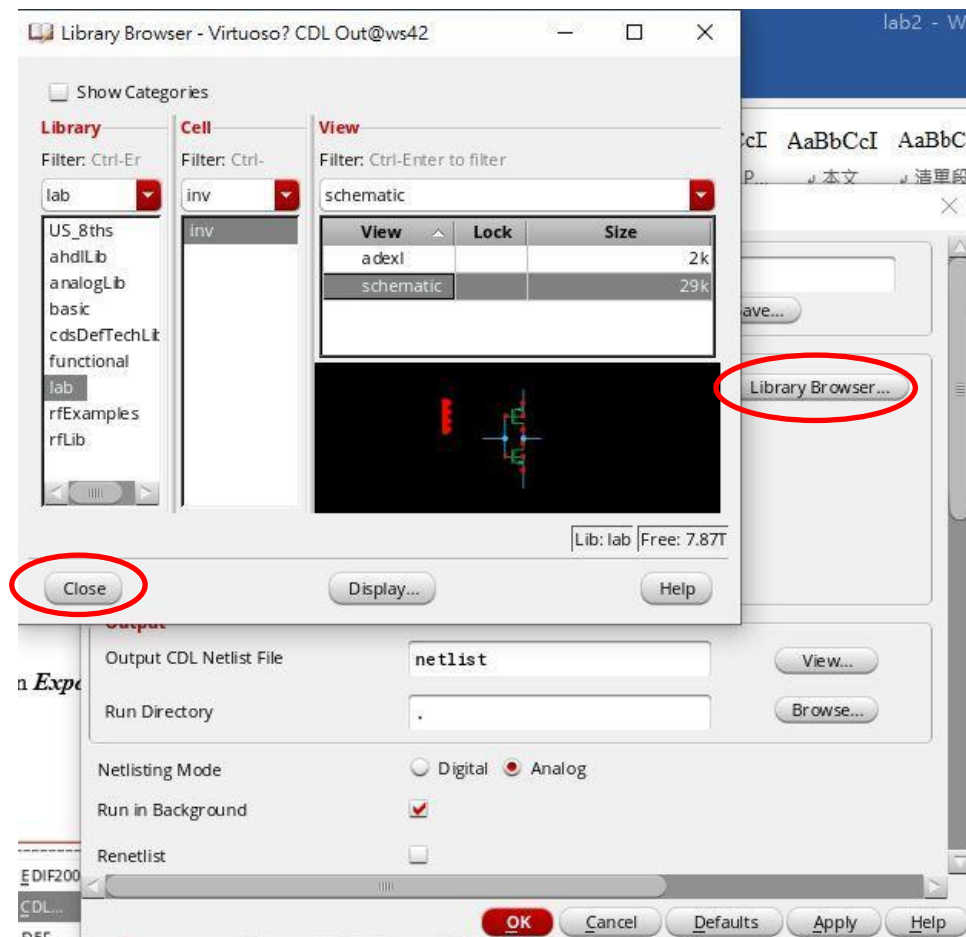 Library Browser - Virtuoso? CDL Out@ws42
lab2 - W
Show Categories
Library
Cell
View
Filter: Ctrl-Er
Filter: Ctrl-
Filter: Ctrl-Enter to filter
lab
inv
schematic
US_8ths
ahdlLib
analogLib
basic
cdsDefTechLib
functional
lab
rfExamples
rfLib
inv
View Lock Size
adexl 2k
schematic 29k
Lib: lab Free: 7.87T
Close
Display...
Help
AaBbCcI AaBbC
本文
清單段
ave...
Library Browser...
Output
Output CDL Netlist File
netlist
View...
Run Directory
.
Browse...
Netlisting Mode
Digital Analog
Run in Background
Renetlist
n Expo
EDIF200
CDL...
OK Cancel Defaults Apply Help